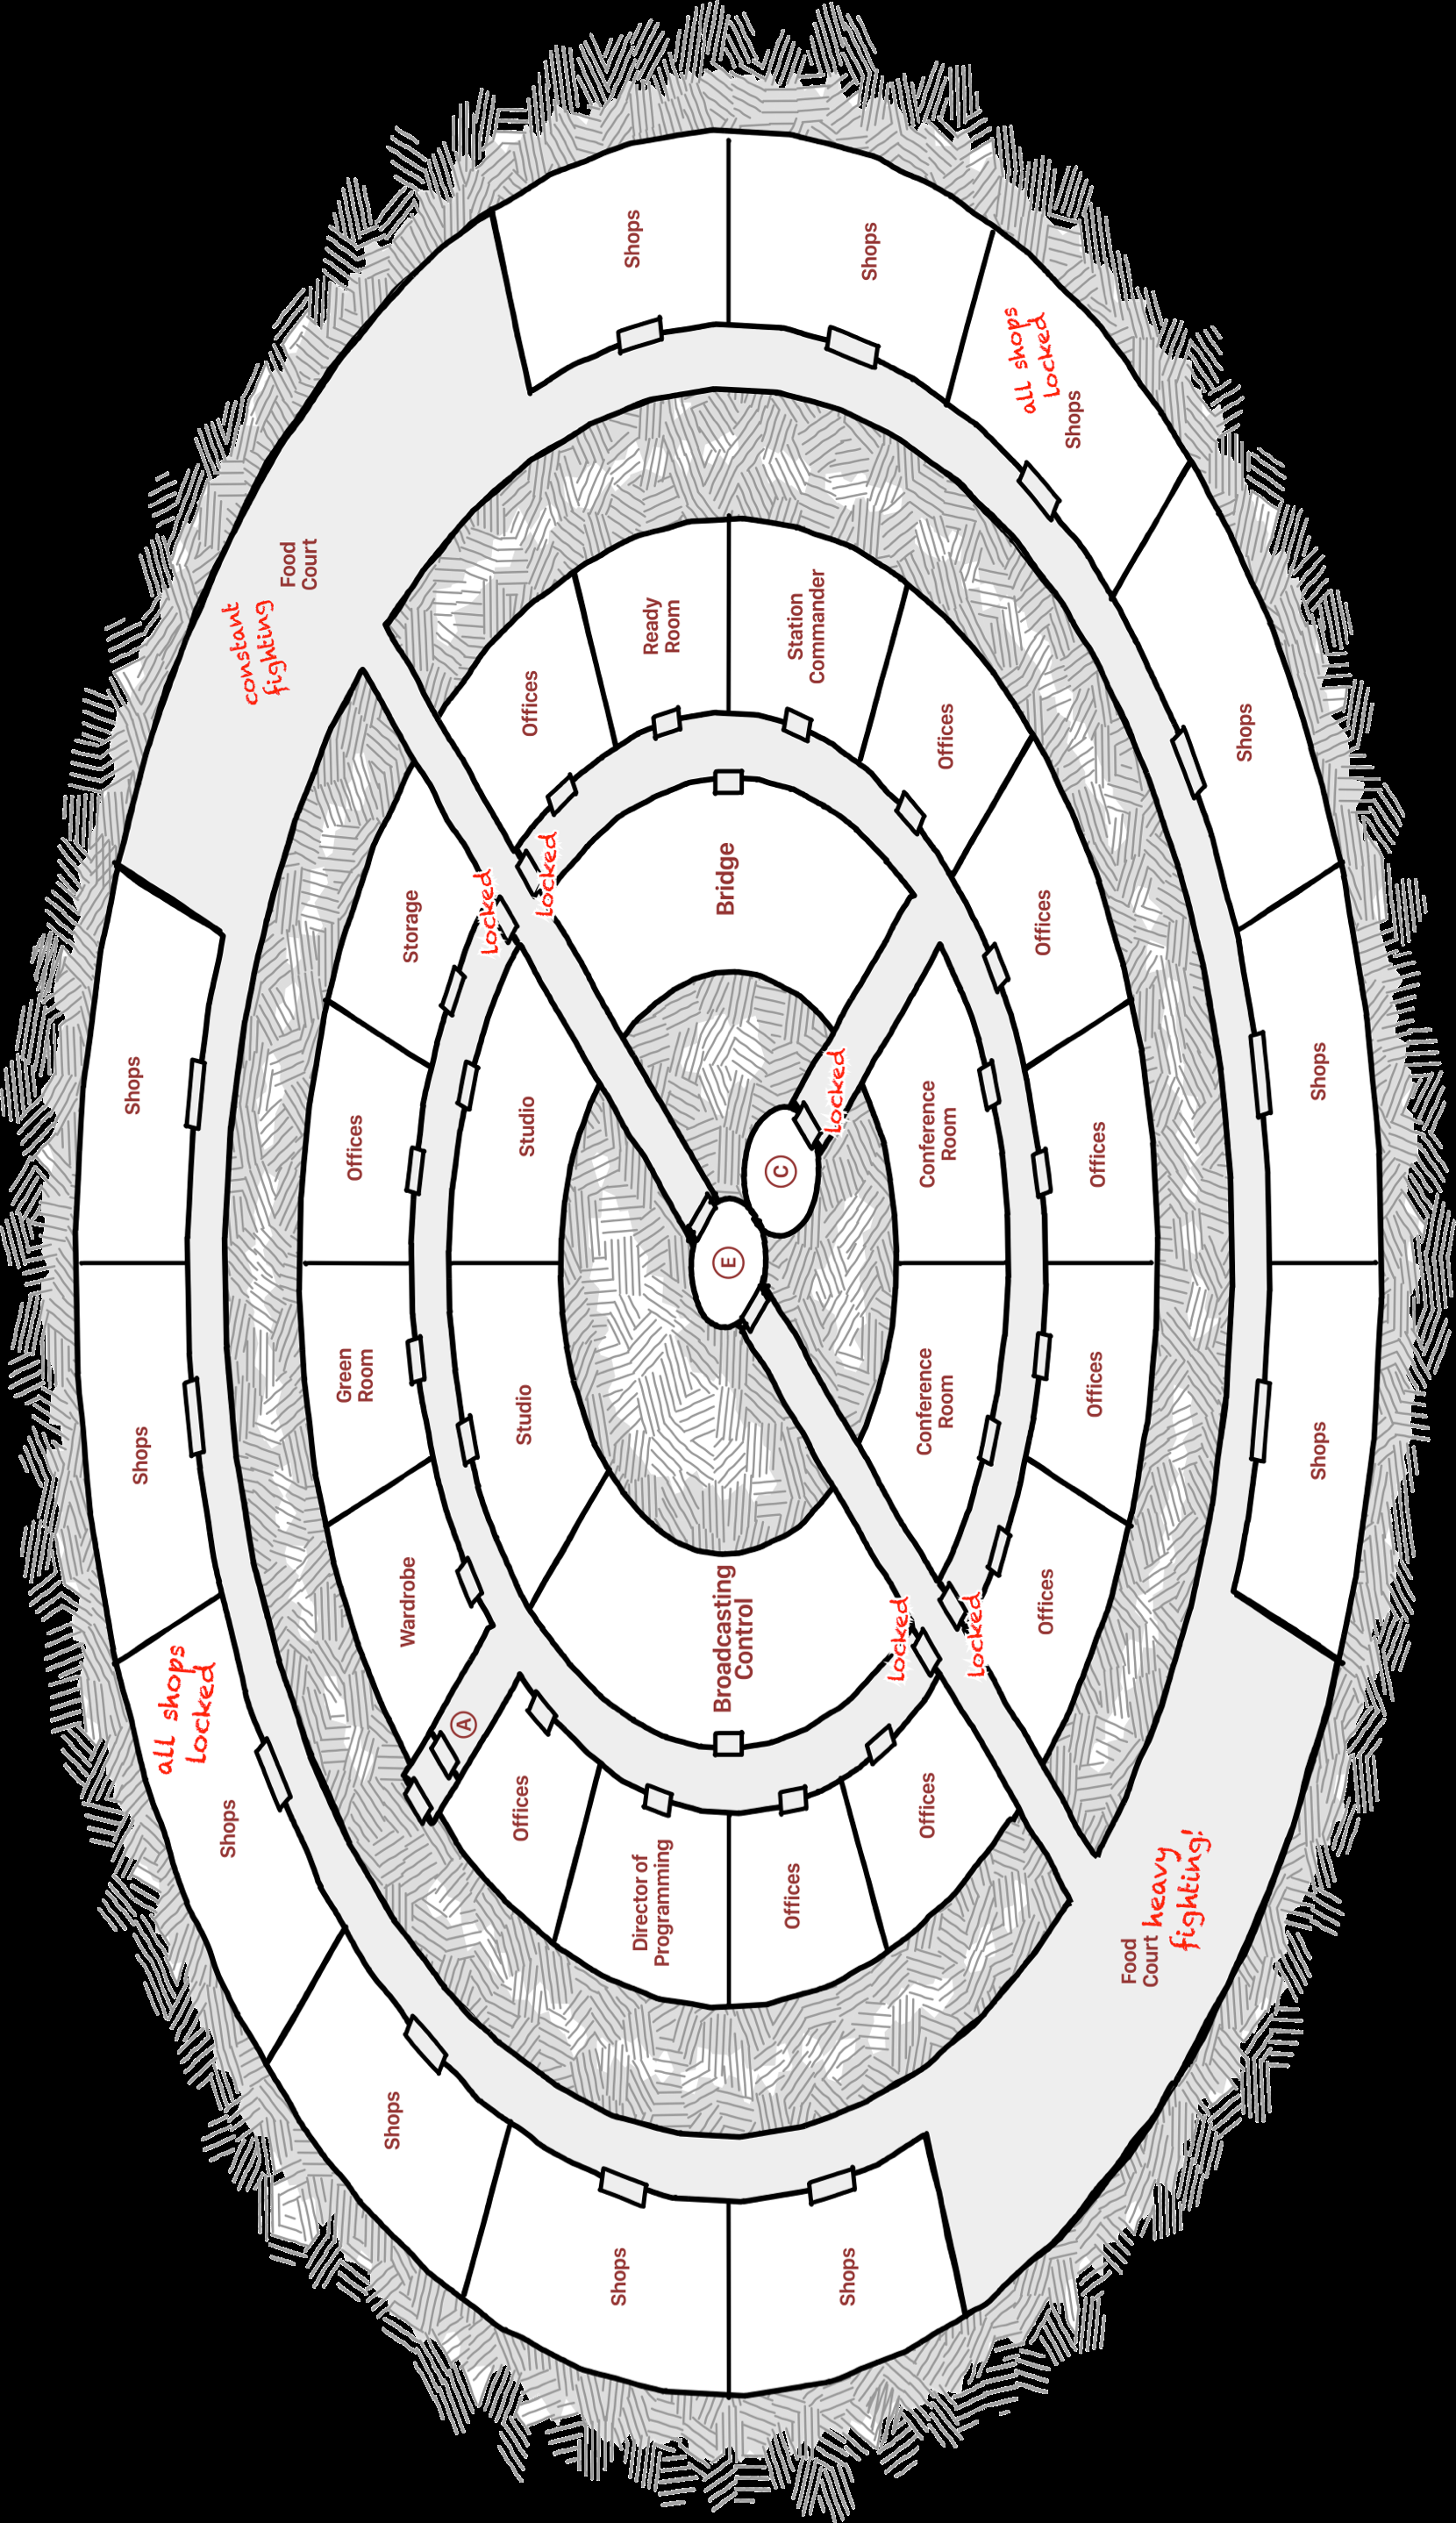 Shops
Shops
all shops
locked
Shops
Food
Court
constant
fighting
Ready
Room
Station
Commander
Offices
Offices
Shops
Storage
locked
locked
Bridge
Offices
Shops
Offices
Studio
locked
Conference
Room
Offices
Shops
C
E
Shops
Green
Room
Studio
Conference
Room
Offices
Shops
Wardrobe
Broadcasting
Control
locked
locked
Offices
all shops
locked
Shops
A
Offices
Director of
Programming
Offices
Offices
Food
Court
heavy
fighting!
Shops
Shops
Shops